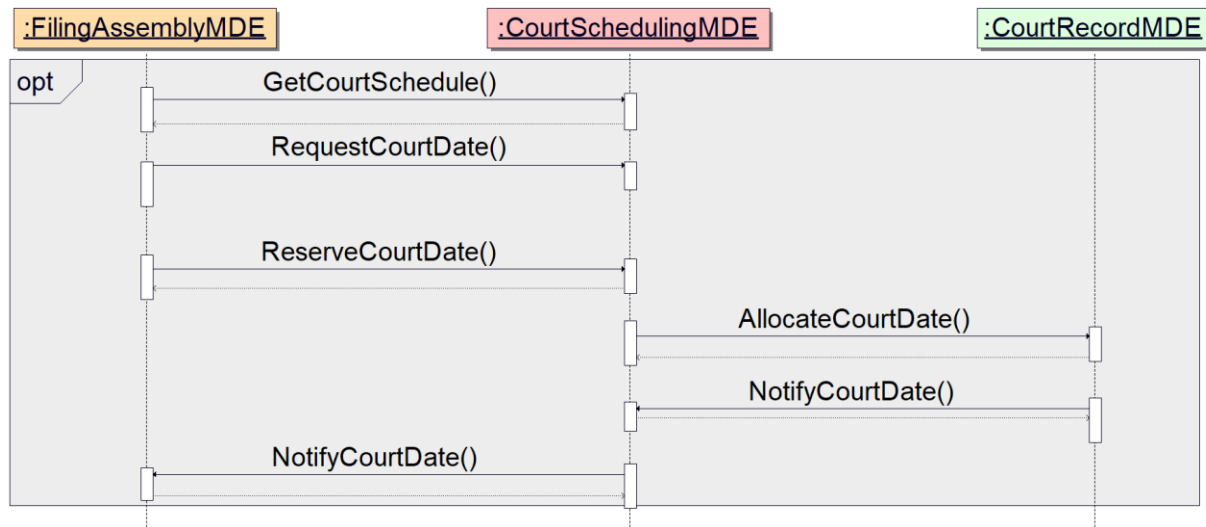 :FilingAssemblyMDE
:CourtSchedulingMDE
:CourtRecordMDE
opt
GetCourtSchedule()
RequestCourtDate()
ReserveCourtDate()
AllocateCourtDate()
NotifyCourtDate()
NotifyCourtDate()